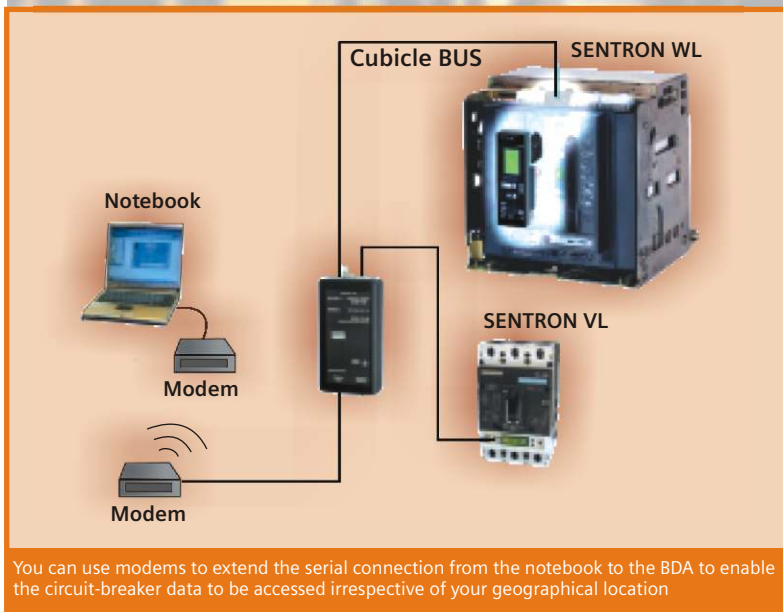 Cubicle BUS
SENTRON WL
Notebook
SENTRON VL
Modem
Modem
You can use modems to extend the serial connection from the notebook to the BDA to enable
the circuit-breaker data to be accessed irrespective of your geographical location